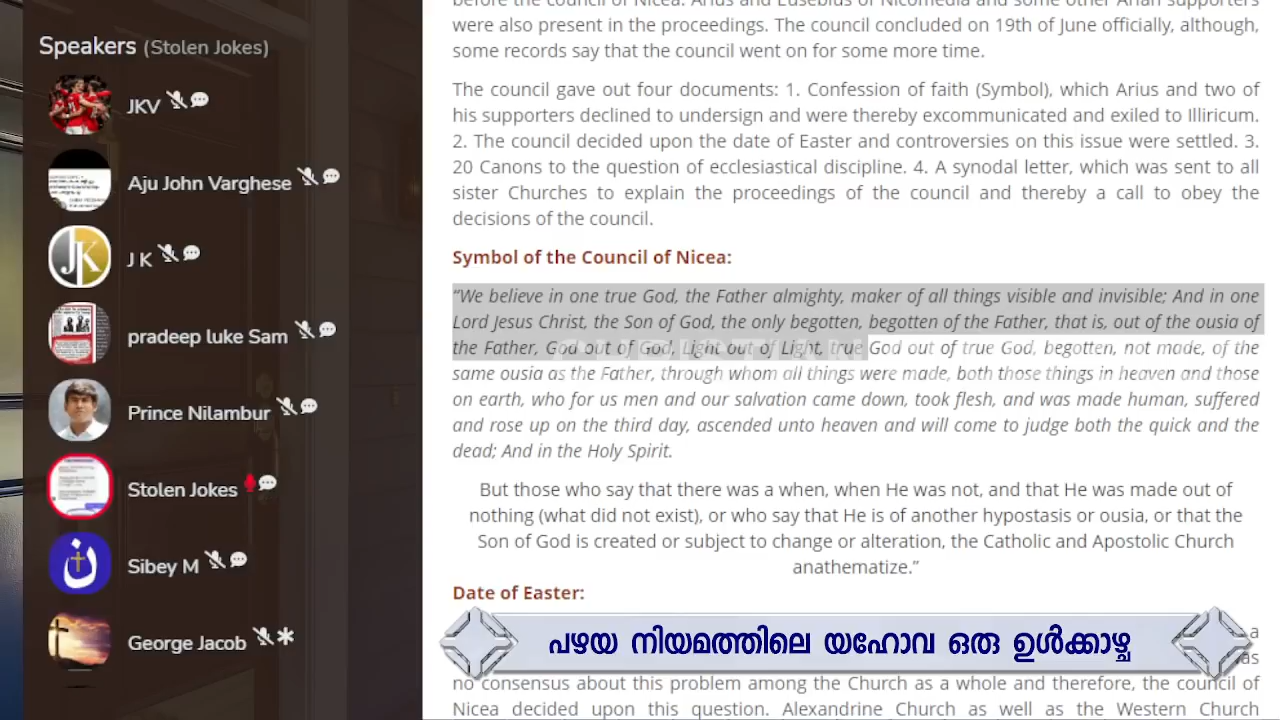 Speakers (Stolen Jokes)
JKV
Aju John Varghese
J K
pradeep luke Sam
Prince Nilambur
Stolen Jokes
Sibey M
George Jacob
before the council of Nicea. Arius and Eusebius of Nicomedia and some other Arian supporters
were also present in the proceedings. The council concluded on 19th of June officially, although,
some records say that the council went on for some more time.
The council gave out four documents: 1. Confession of faith (Symbol), which Arius and two of
his supporters declined to undersign and were thereby excommunicated and exiled to Illiricum.
2. The council decided upon the date of Easter and controversies on this issue were settled. 3.
20 Canons to the question of ecclesiastical discipline. 4. A synodal letter, which was sent to all
sister Churches to explain the proceedings of the council and thereby a call to obey the
decisions of the council.
Symbol of the Council of Nicea:
“We believe in one true God, the Father almighty, maker of all things visible and invisible; And in one
Lord Jesus Christ, the Son of God the only begotten, begotten of the Father, that is, out of the ousia of
the Father, God out of God, Light out of Light, true God out of true God, begotten, not made, of the
same ousia as the Father, through whom all things were made, both those things in heaven and those
on earth, who for us men and our salvation came down, took flesh, and was made human, suffered
and rose up on the third day, ascended unto heaven and will come to judge both the quick and the
dead; And in the Holy Spirit.
But those who say that there was a when, when He was not, and that He was made out of
nothing (what did not exist), or who say that He is of another hypostasis or ousia, or that the
Son of God is created or subject to change or alteration, the Catholic and Apostolic Church
anathematize.”
Date of Easter:
പഴയ നിയമത്തിലെ യഹോവ ഒരു ഉൾക്കാഴ്ച
a
no consensus about this problem among the Church as a whole and therefore, the council of
Nicea decided upon this question. Alexandrine Church as well as the Western Church